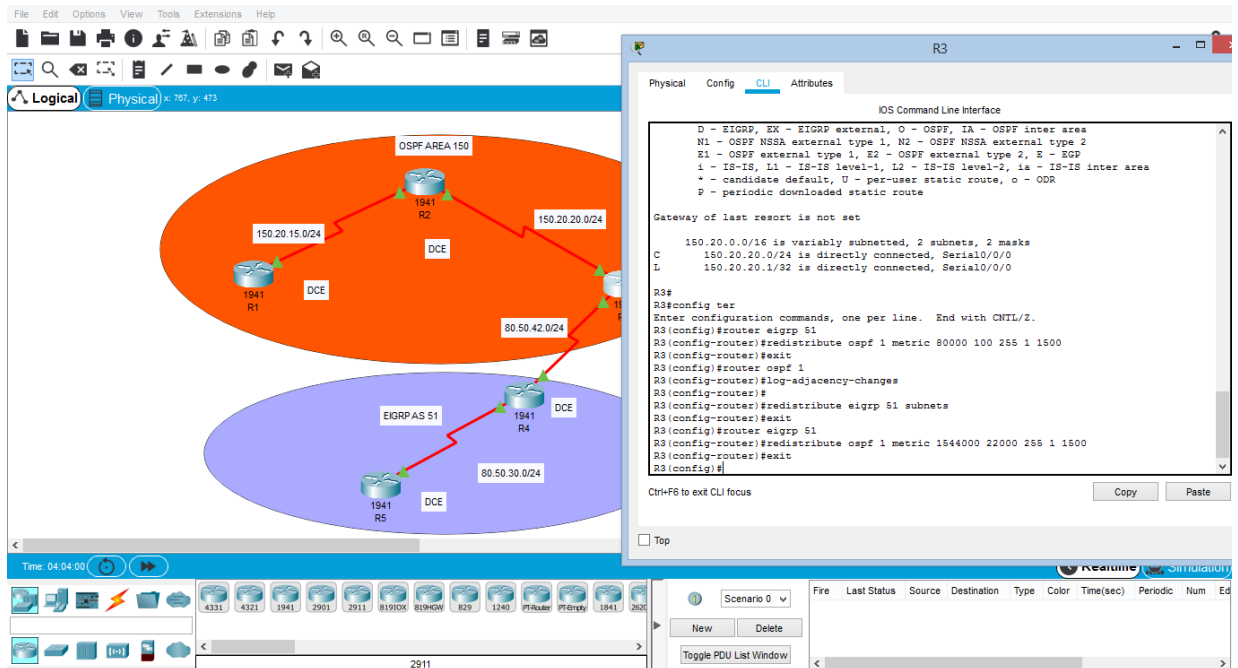 File Edit Options View Tools Extensions Help
Logical
Physical
x: 767, y: 473
OSPF AREA 150
1941
R2
150.20.15.0/24
150.20.20.0/24
DCE
1941
R1
DCE
80.50.42.0/24
EIGRP AS 51
1941
R4
DCE
80.50.30.0/24
1941
R5
DCE
R3
Physical Config CLI Attributes
IOS Command Line Interface
D - EIGRP, EX - EIGRP external, O - OSPF, IA - OSPF inter area
N1 - OSPF NSSA external type 1, N2 - OSPF NSSA external type 2
E1 - OSPF external type 1, E2 - OSPF external type 2, E - EGP
i - IS-IS, L1 - IS-IS level-1, L2 - IS-IS level-2, ia - IS-IS inter area
* - candidate default, U - per-user static route, o - ODR
P - periodic downloaded static route
Gateway of last resort is not set
150.20.0.0/16 is variably subnetted, 2 subnets, 2 masks
C 150.20.20.0/24 is directly connected, Serial0/0/0
L 150.20.20.1/32 is directly connected, Serial0/0/0
R3#
R3#config ter
Enter configuration commands, one per line. End with CNTL/Z.
R3(config)#router eigrp 51
R3(config-router)#redistribute ospf 1 metric 80000 100 255 1 1500
R3(config-router)#exit
R3(config)#router ospf 1
R3(config-router)#log-adjacency-changes
R3(config-router)#
R3(config-router)#redistribute eigrp 51 subnets
R3(config-router)#exit
R3(config)#router eigrp 51
R3(config-router)#redistribute ospf 1 metric 1544000 22000 255 1 1500
R3(config-router)#exit
R3(config)#
Ctrl+F6 to exit CLI focus
Copy Paste
Top
Time: 04:04:00
Realtime Simulation
4331 4321 1941 2901 2911 819IOX 819HGW 829 1240 PT-Router PT-Empty 1841 2620
2911
Scenario 0
New Delete
Toggle PDU List Window
Fire Last Status Source Destination Type Color Time(sec) Periodic Num Ed